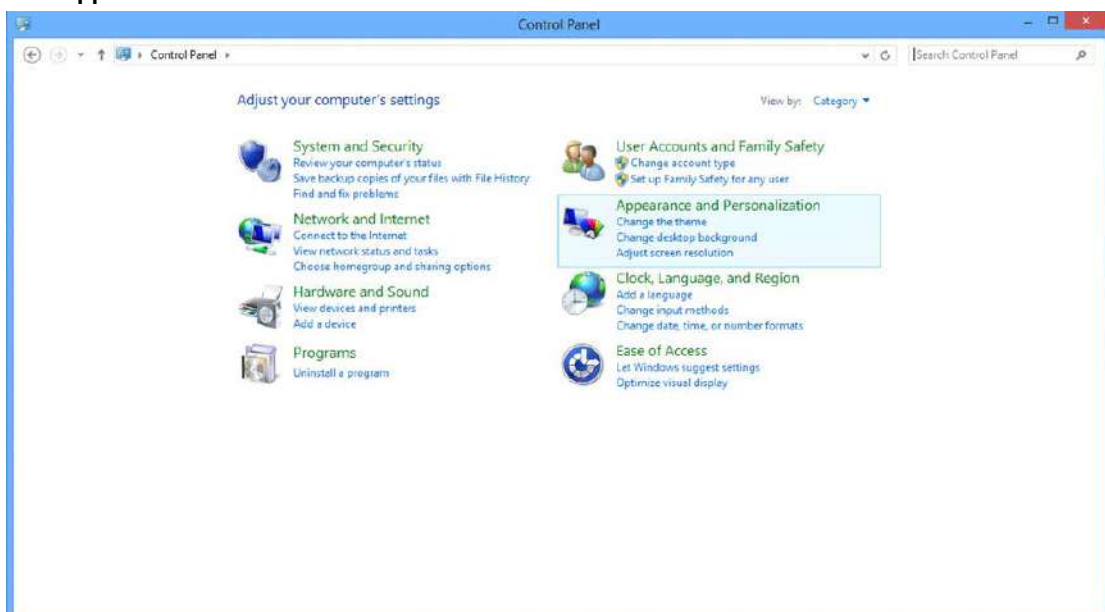 Control Panel
Control Panel
Search Control Panel
Adjust your computer's settings
View by: Category
System and Security
Review your computer's status
Save backup copies of your files with File History
Find and fix problems
Network and Internet
Connect to the Internet
View network status and tasks
Choose homegroup and sharing options
Hardware and Sound
View devices and printers
Add a device
Programs
Uninstall a program
User Accounts and Family Safety
Change account type
Set up Family Safety for any user
Appearance and Personalization
Change the theme
Change desktop background
Adjust screen resolution
Clock, Language, and Region
Add a language
Change input methods
Change date, time, or number formats
Ease of Access
Let Windows suggest settings
Optimize visual display